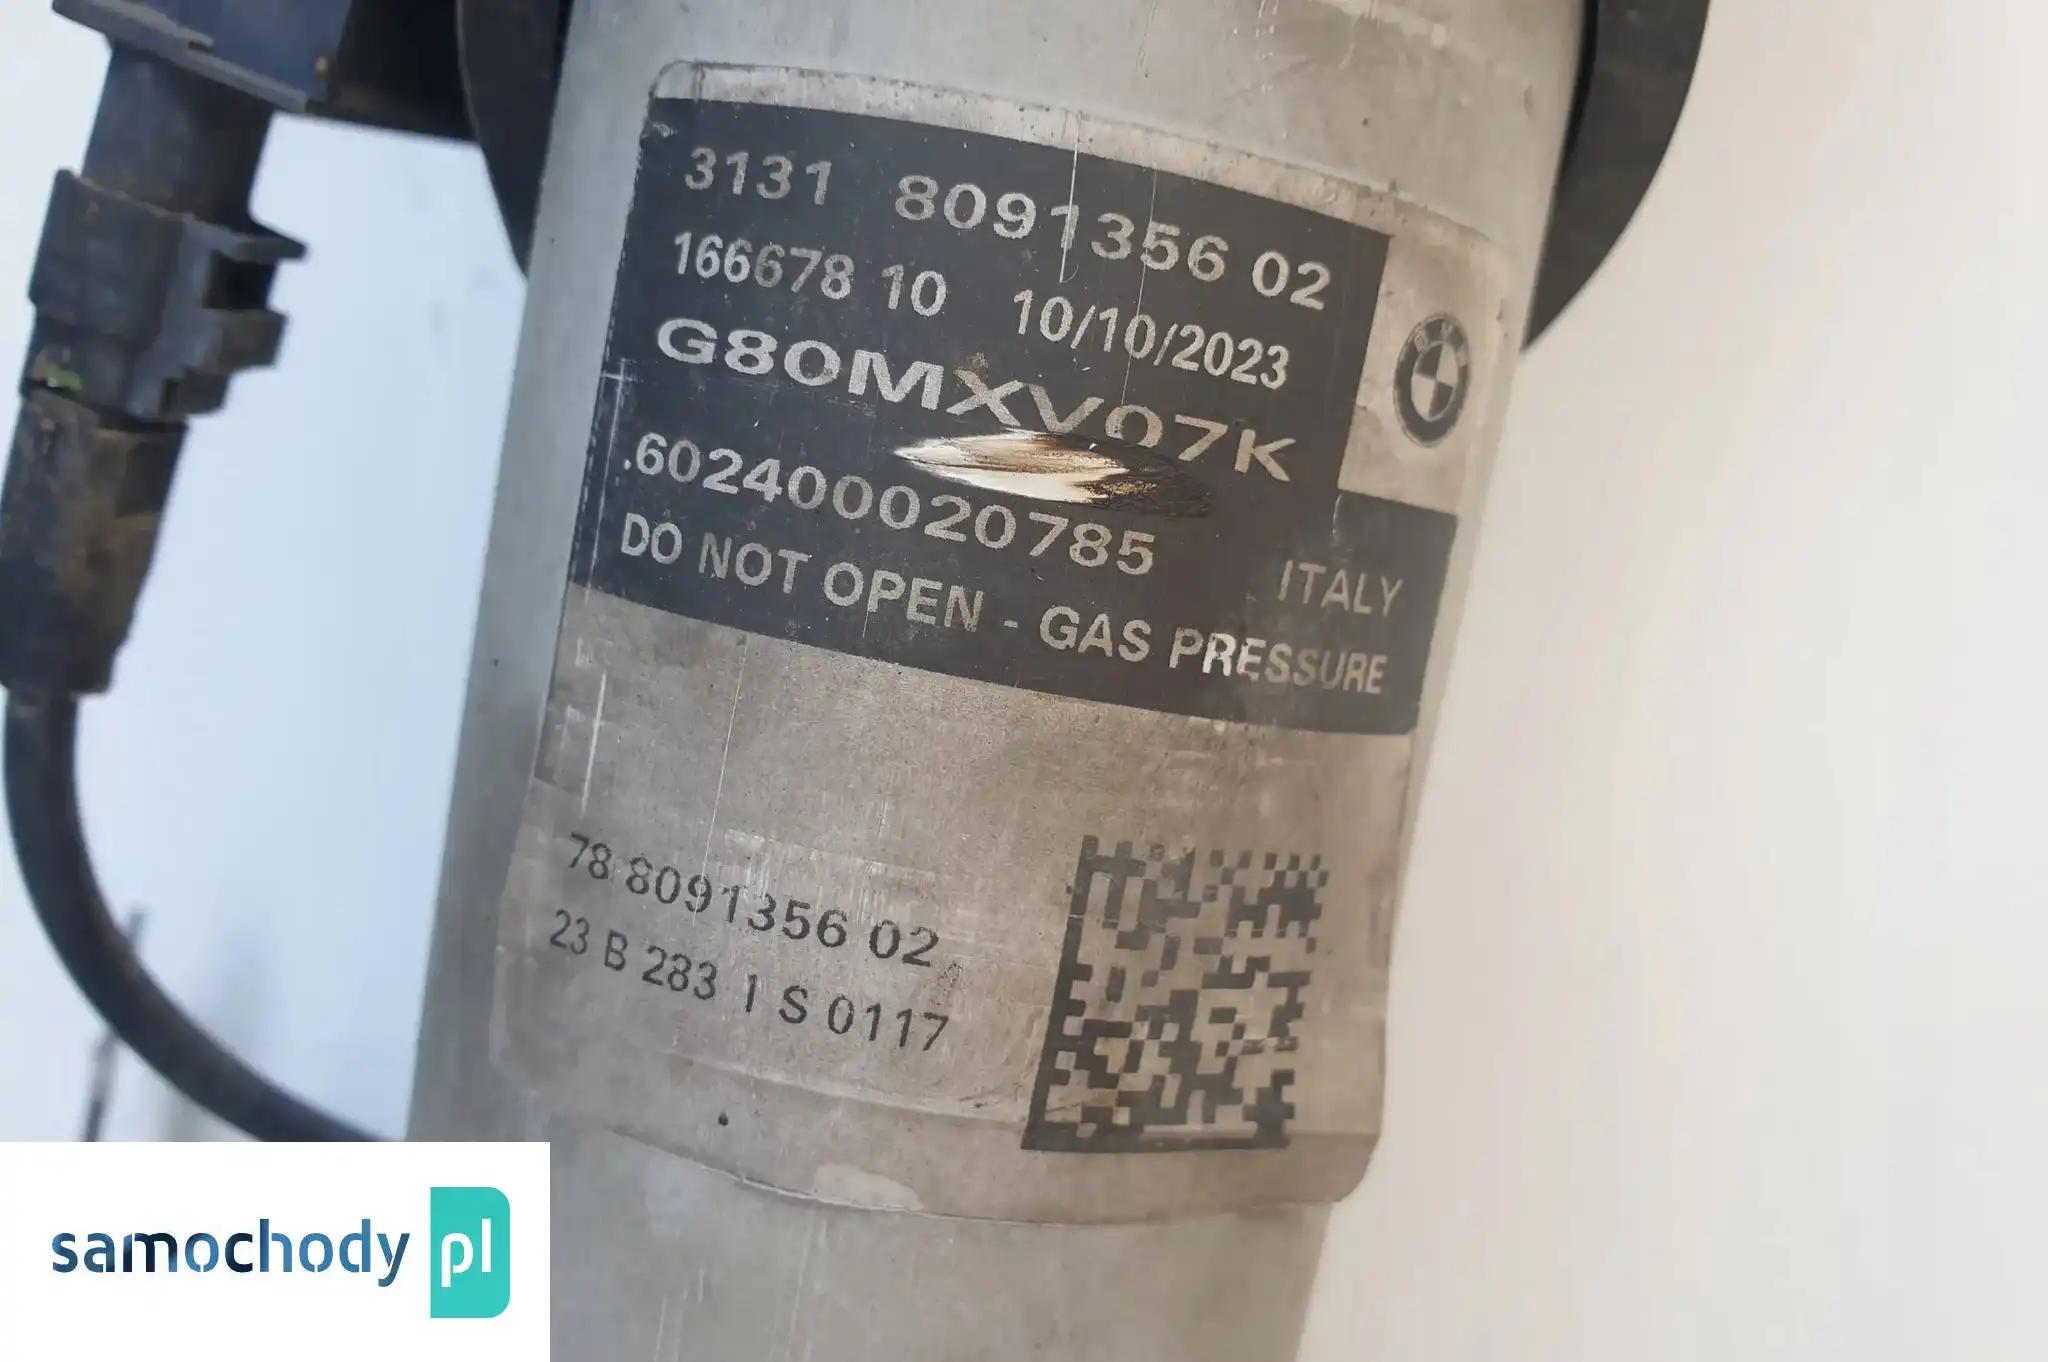 3131 8091356 02
166678 10 10/10/2023
G80MXV07K
.602400020785
ITALY
DO NOT OPEN - GAS PRESSURE
78 8091356 02
23 B 283 1 S 0117
BMW
samochody pl